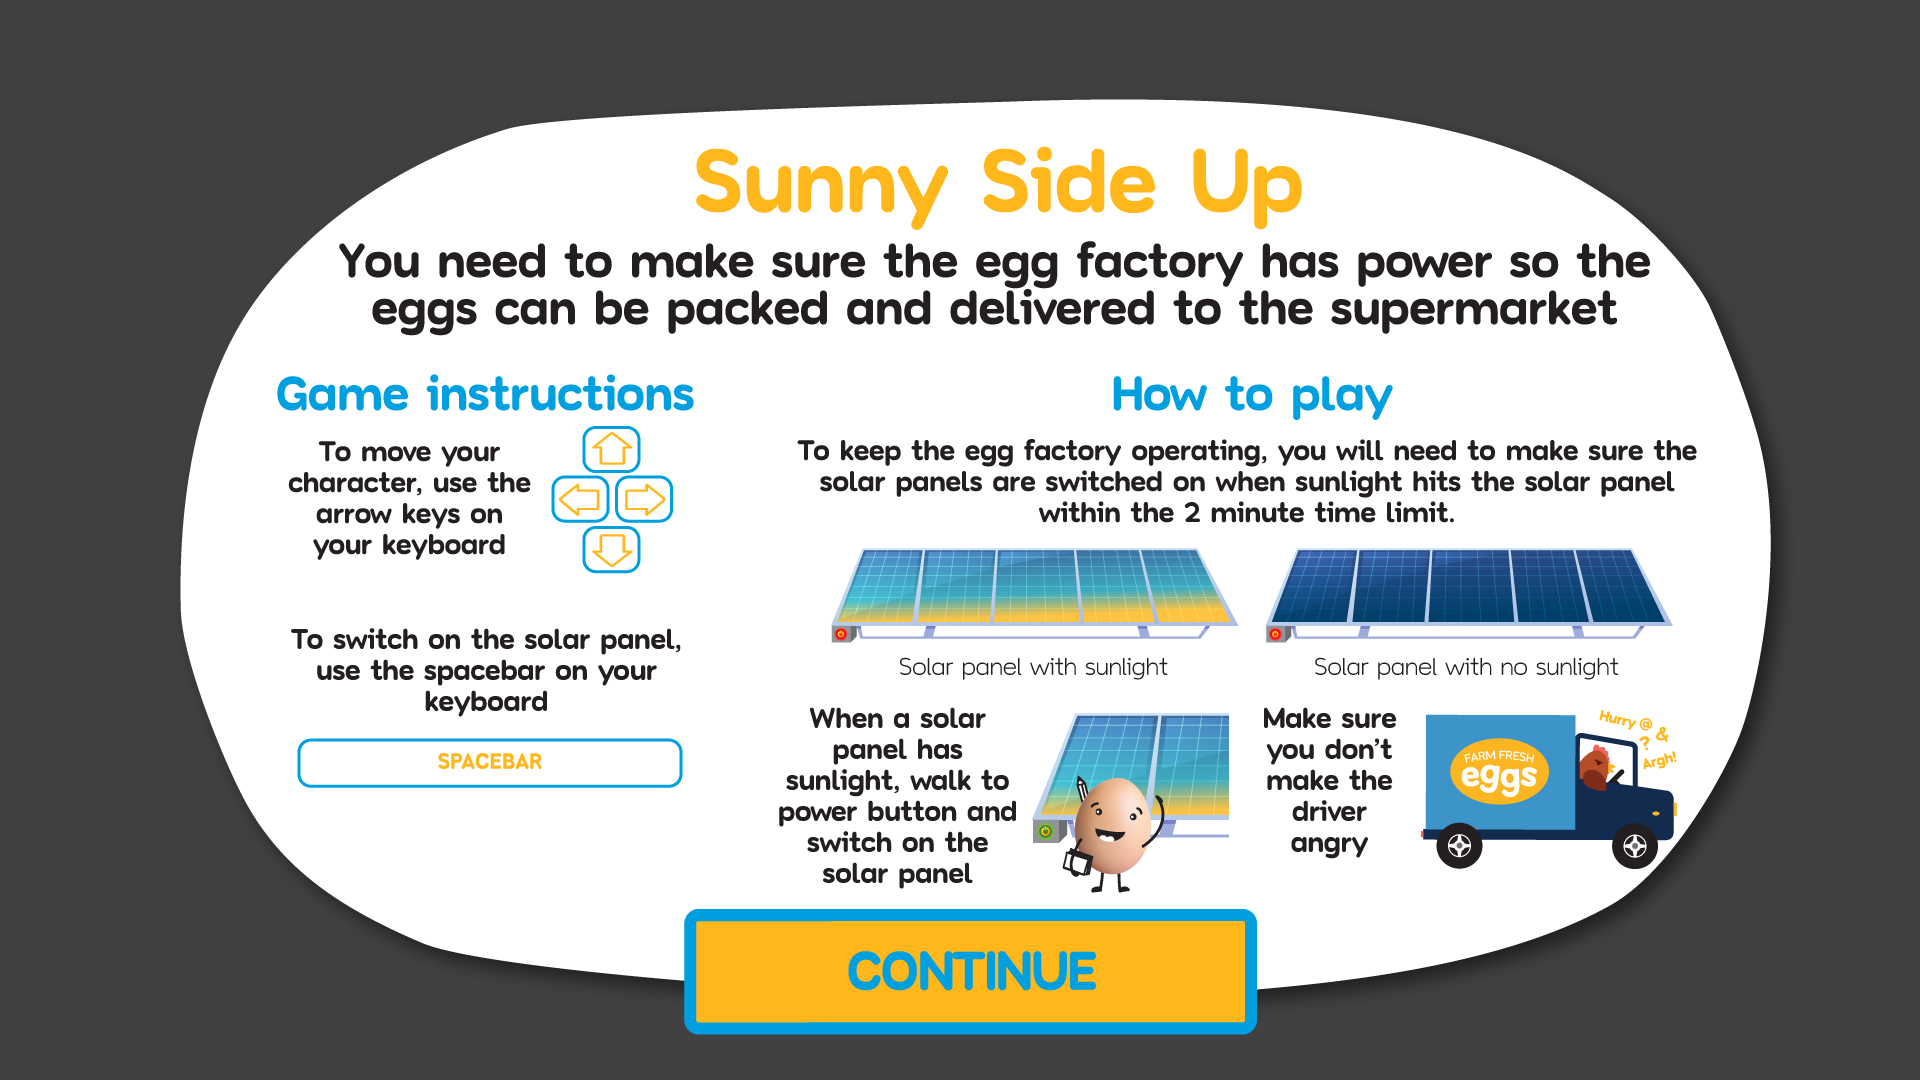 Sunny Side Up
You need to make sure the egg factory has power so the
eggs can be packed and delivered to the supermarket
Game instructions
To move your
character, use the
arrow keys on
your keyboard
To switch on the solar panel,
use the spacebar on your
keyboard
SPACEBAR
How to play
To keep the egg factory operating, you will need to make sure the
solar panels are switched on when sunlight hits the solar panel
within the 2 minute time limit.
Solar panel with sunlight
Solar panel with no sunlight
When a solar
panel has
sunlight, walk to
power button and
switch on the
solar panel
Make sure
you don't
make the
driver
angry
FARM FRESH
eggs
Hurry @ &
?
Argh!
CONTINUE